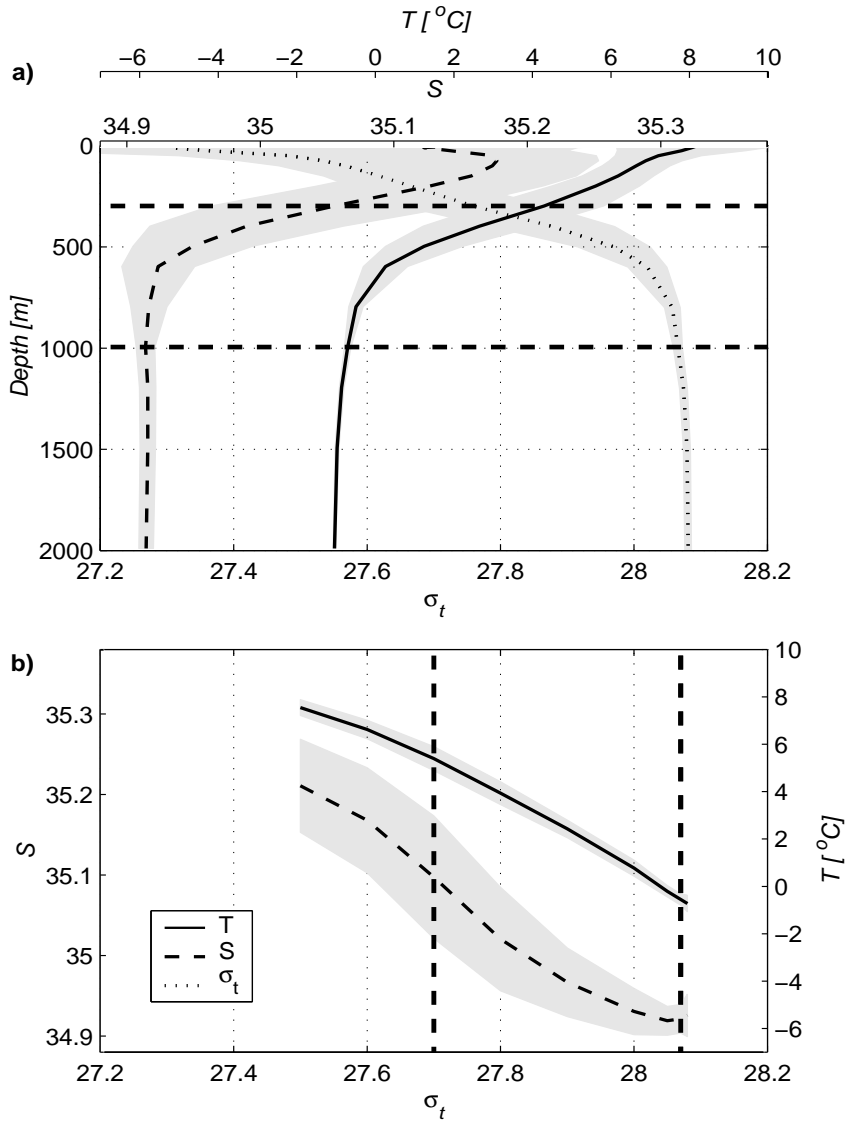 T [ °C]
−6 −4 −2 0 2 4 6 8 10
a)
S
34.9 35 35.1 35.2 35.3
0
500
1000
1500
2000
Depth [m]
27.2 27.4 27.6 27.8 28 28.2
σt
b)
35.3
35.2
35.1
35
34.9
S
10
8
6
4
2
0
−2
−4
−6
T [ °C]
T
S
σt
27.2 27.4 27.6 27.8 28 28.2
σt